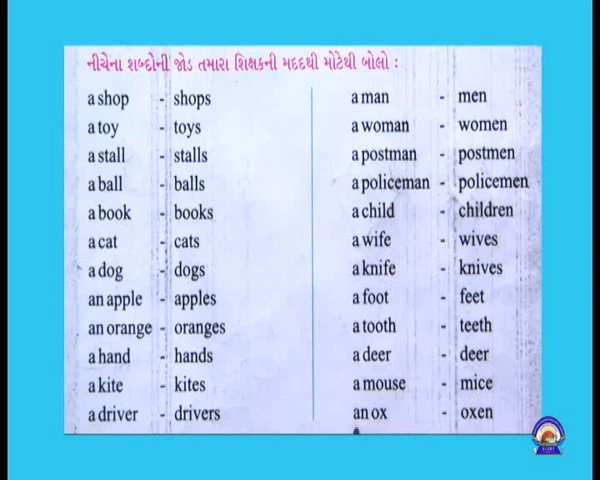 નીચેના શબ્દોની જોડ તમારા શિક્ષકની મદદથી મોટેથી બોલો :
a shop - shops
a toy - toys
a stall - stalls
a ball - balls
a book - books
a cat - cats
a dog - dogs
an apple - apples
an orange - oranges
a hand - hands
a kite - kites
a driver - drivers
a man - men
a woman - women
a postman - postmen
a policeman - policemen
a child - children
a wife - wives
a knife - knives
a foot - feet
a tooth - teeth
a deer - deer
a mouse - mice
an ox - oxen